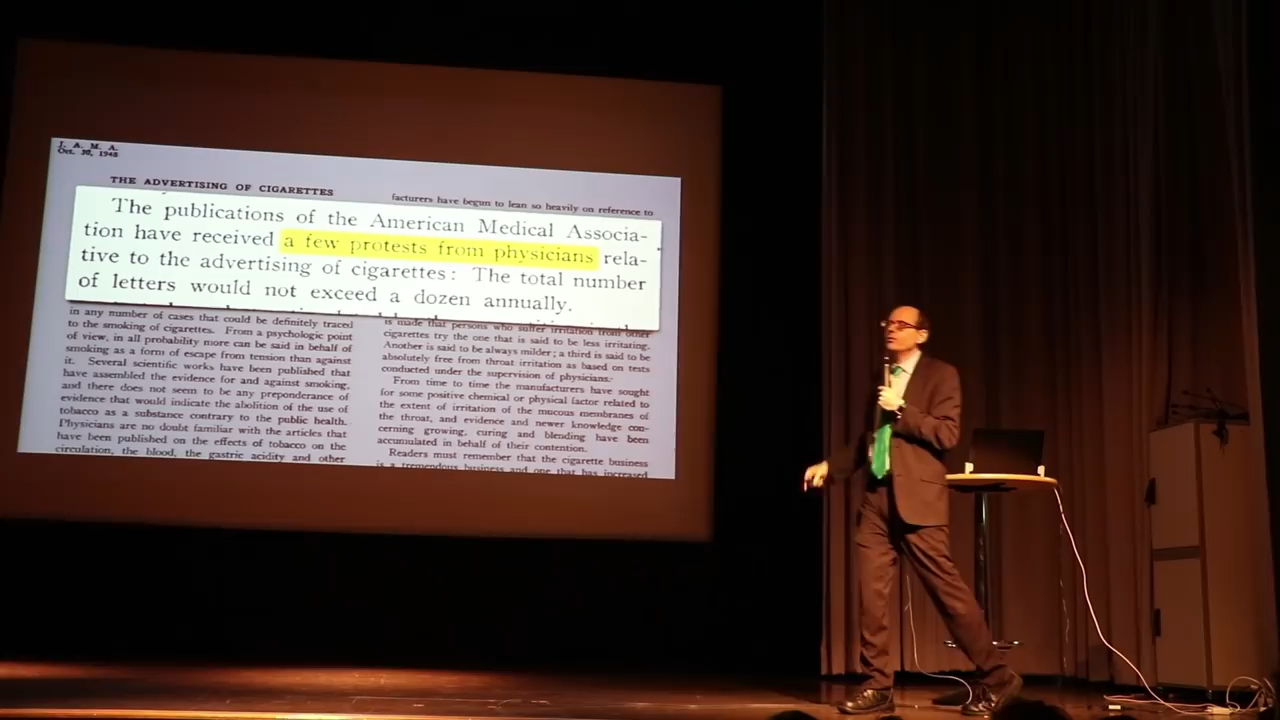 J. A. M. A.
Oct. 30, 1948
THE ADVERTISING OF CIGARETTES
The publications of the American Medical Associa-
tion have received a few protests from physicians rela-
tive to the advertising of cigarettes: The total number
of letters would not exceed a dozen annually.
in any number of cases that could be definitely traced
to the smoking of cigarettes. From a psychologic point
of view, in all probability more can be said in behalf of
smoking as a form of escape from tension than against
it. Several scientific works have been published that
have assembled the evidence for and against smoking,
and there does not seem to be any preponderance of
evidence that would indicate the abolition of the use of
tobacco as a substance contrary to the public health.
Physicians are no doubt familiar with the articles that
have been published on the effects of tobacco on the
circulation, the blood, the gastric acidity and other
facturers have begun to lean so heavily on reference to
is made that persons who suffer irritation from other
cigarettes try the one that is said to be less irritating.
Another is said to be always milder; a third is said to be
absolutely free from throat irritation as based on tests
conducted under the supervision of physicians.
From time to time the manufacturers have sought
for some positive chemical or physical factor related to
the extent of irritation of the mucous membranes of
the throat, and evidence and newer knowledge con-
cerning growing, curing and blending have been
accumulated in behalf of their contention.
Readers must remember that the cigarette business
is a tremendous business and one that has increased